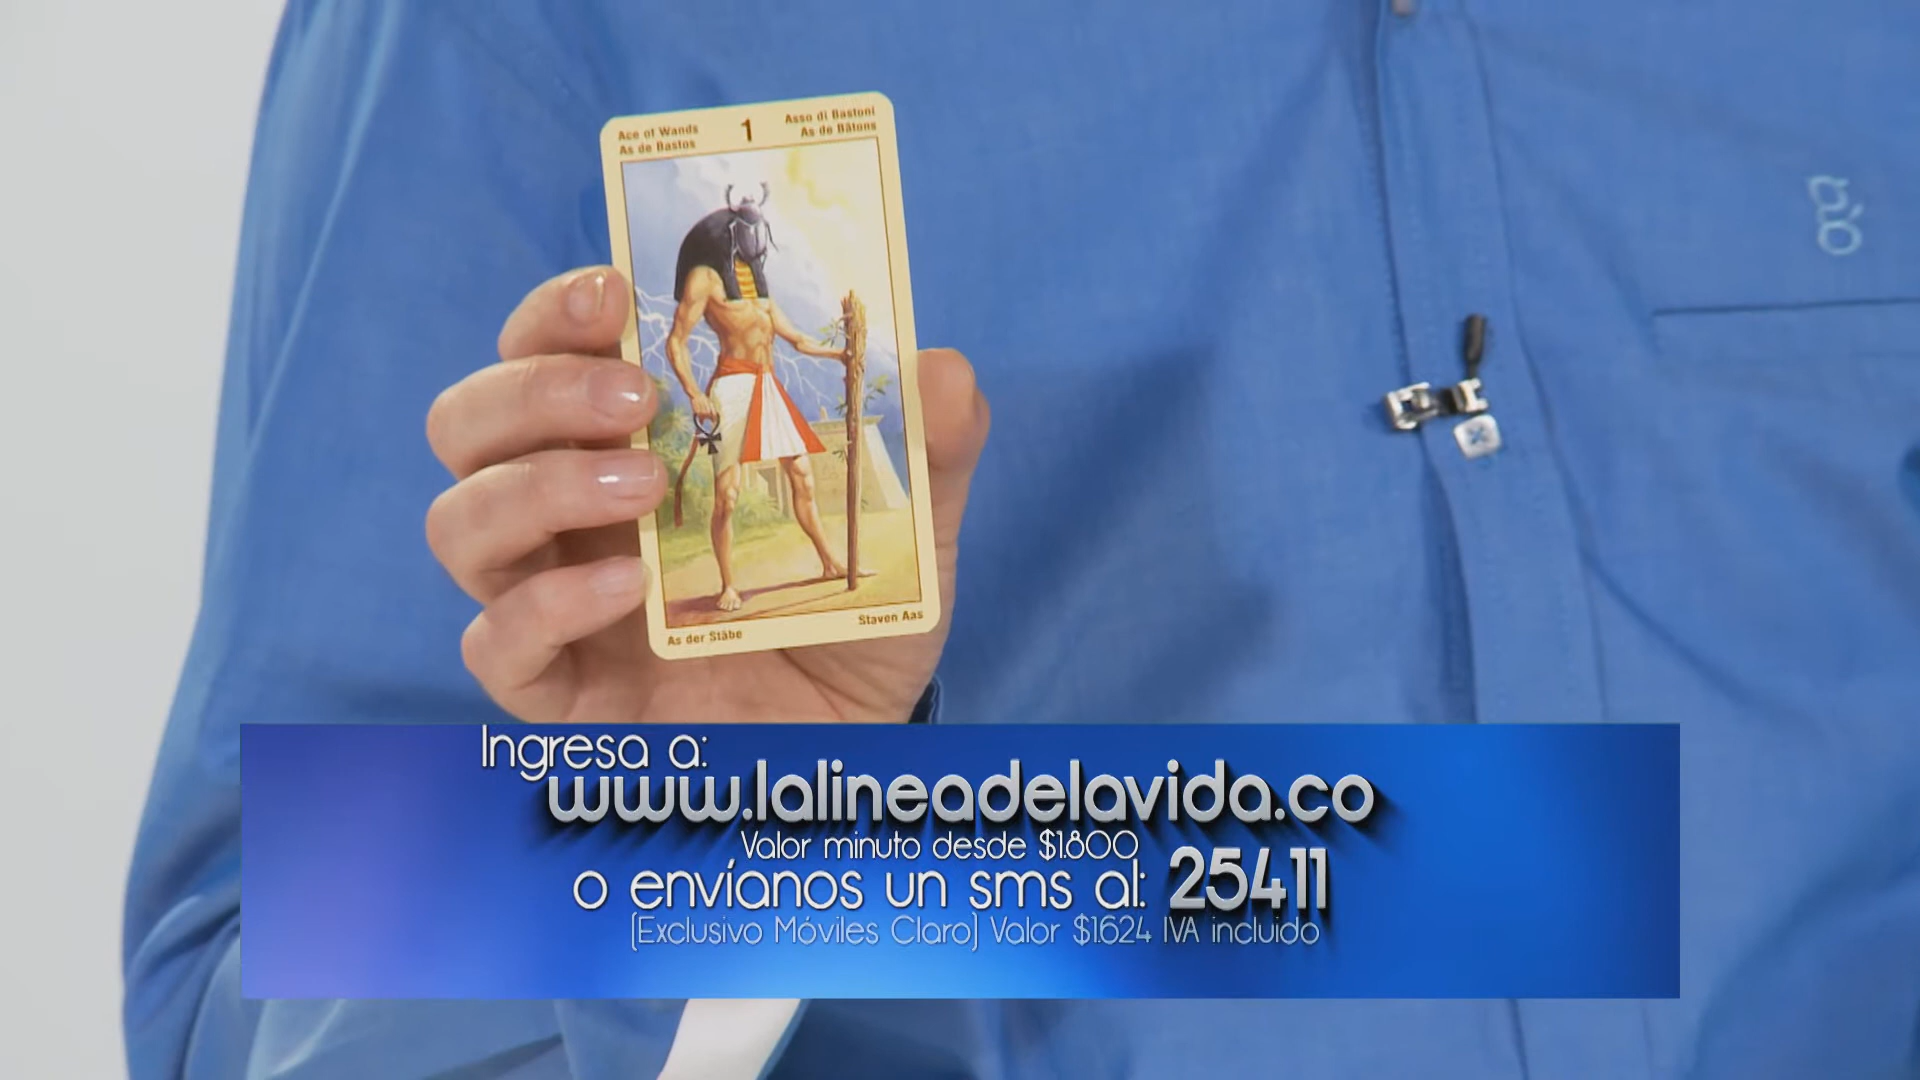 Ace of Wands
As de Bastos
1
Asso di Bastoni
As de Bâtons
As der Stäbe
Staven Aas
Ingresa a:
www.lalineadelavida.co
Valor minuto desde $1.800
o envíanos un sms al: 25411
(Exclusivo Móviles Claro) Valor $1.624 IVA incluido